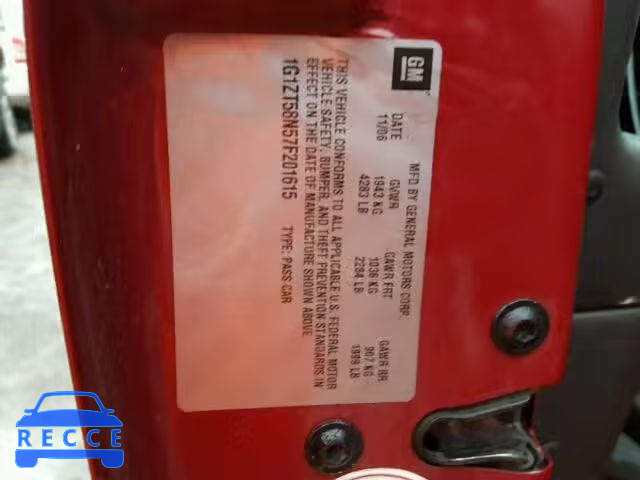 GM
MFD BY GENERAL MOTORS CORP.
DATE GVWR GAWR FRT GAWR RR
11/06 1943 KG 1036 KG 907 KG
4283 LB 2284 LB 1999 LB
THIS VEHICLE CONFORMS TO ALL APPLICABLE U.S. FEDERAL MOTOR
VEHICLE SAFETY, BUMPER, AND THEFT PREVENTION STANDARDS IN
EFFECT ON THE DATE OF MANUFACTURE SHOWN ABOVE
1G1ZT58N57F201615 TYPE: PASS CAR
RECCE